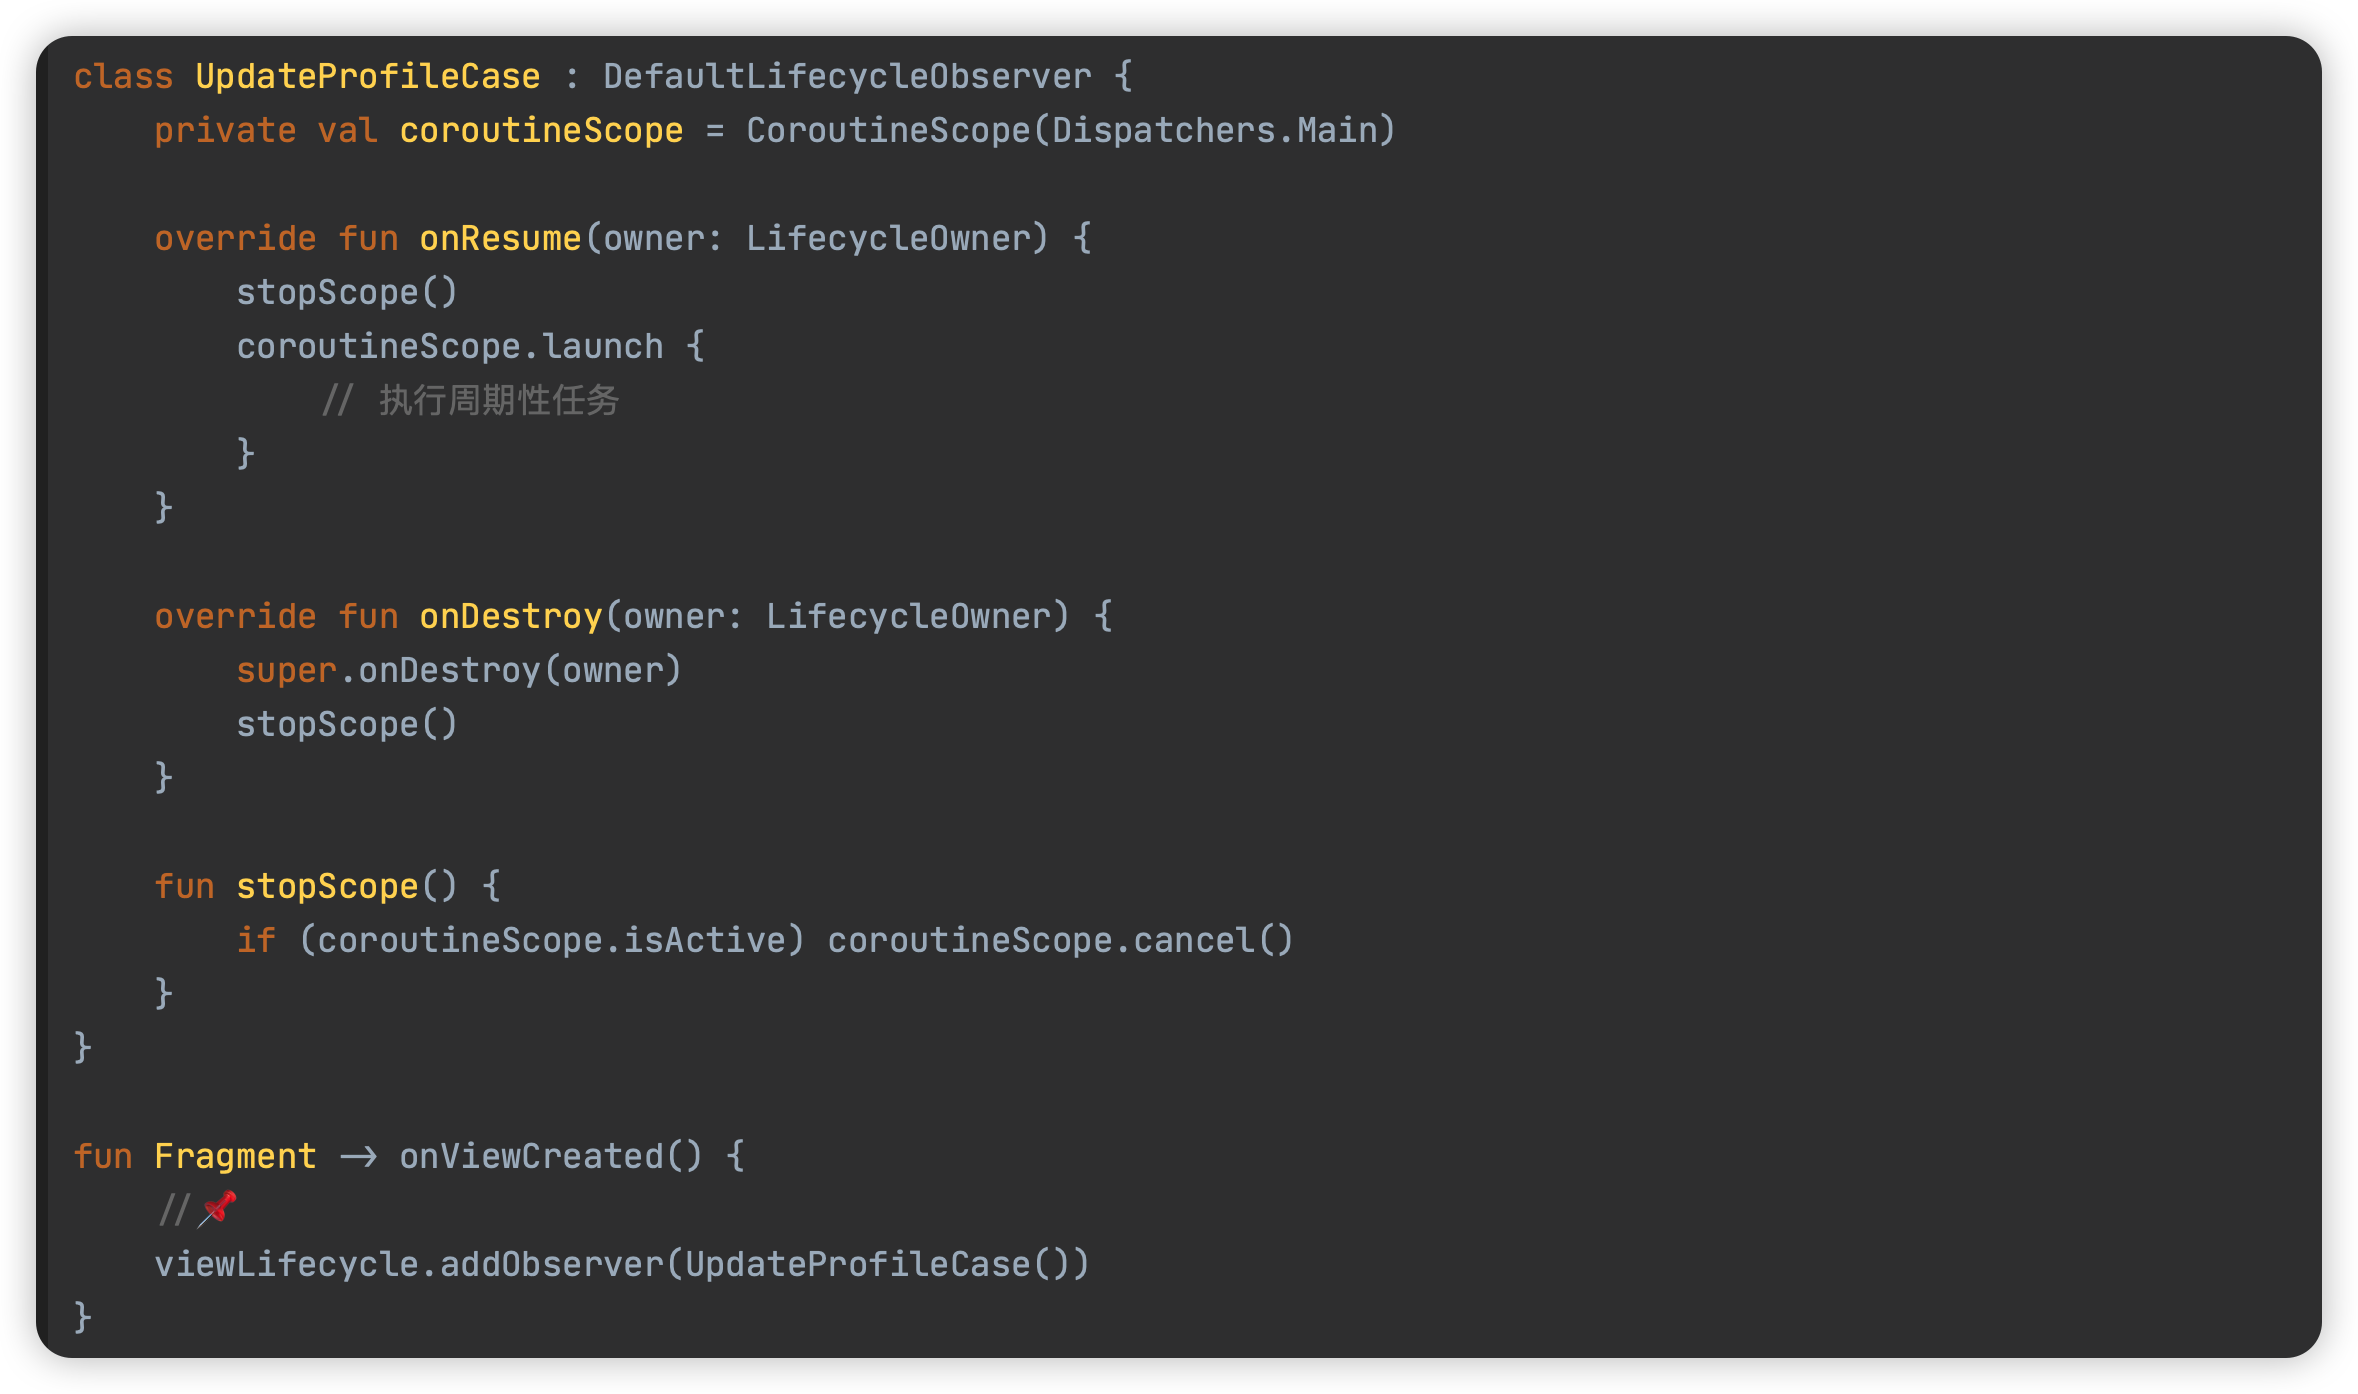 class UpdateProfileCase : DefaultLifecycleObserver {
    private val coroutineScope = CoroutineScope(Dispatchers.Main)

    override fun onResume(owner: LifecycleOwner) {
        stopScope()
        coroutineScope.launch {
            // 执行周期性任务
        }
    }

    override fun onDestroy(owner: LifecycleOwner) {
        super.onDestroy(owner)
        stopScope()
    }

    fun stopScope() {
        if (coroutineScope.isActive) coroutineScope.cancel()
    }
}

fun Fragment -> onViewCreated() {
    //📌
    viewLifecycle.addObserver(UpdateProfileCase())
}